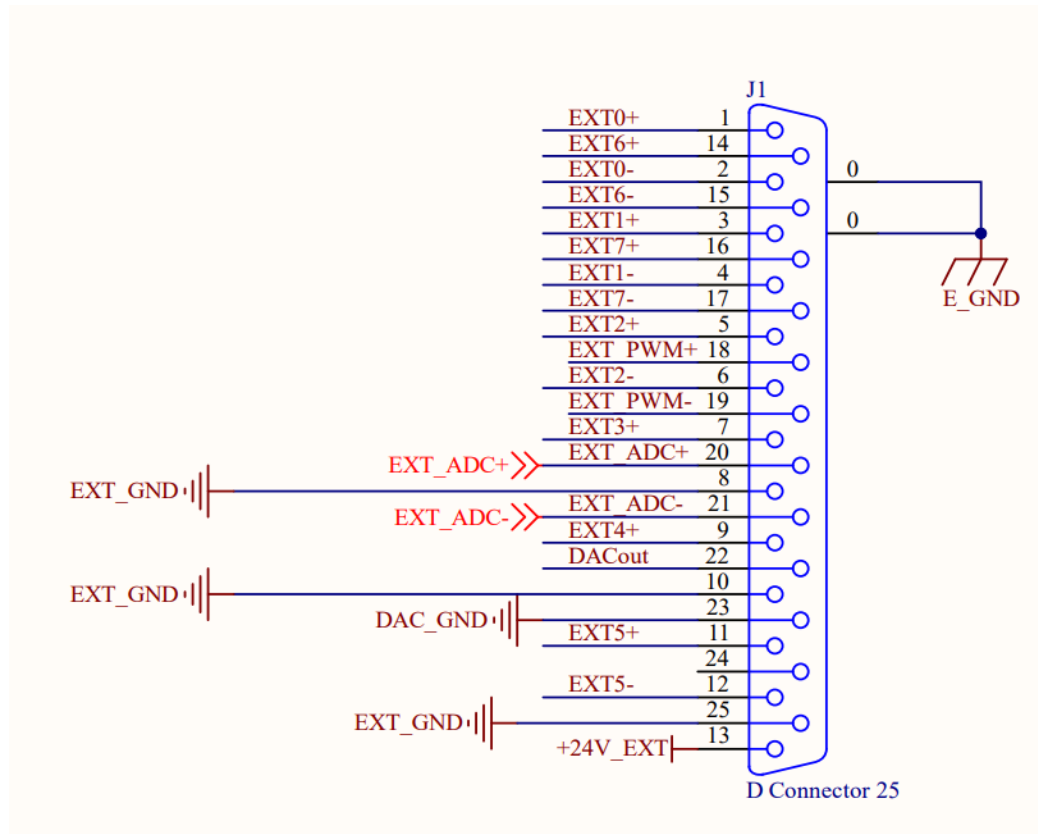 J1
EXT0+ 1
EXT6+ 14
EXT0- 2 0
EXT6- 15
EXT1+ 3 0
EXT7+ 16
EXT1- 4
EXT7- 17 E_GND
EXT2+ 5
EXT_PWM+ 18
EXT2- 6
EXT_PWM- 19
EXT3+ 7
EXT_ADC+ EXT_ADC+ 20
EXT_GND 8
EXT_ADC- EXT_ADC- 21
EXT4+ 9
DACout 22
EXT_GND 10
DAC_GND 23
EXT5+ 11
24
EXT5- 12
EXT_GND 25
+24V_EXT 13
D Connector 25